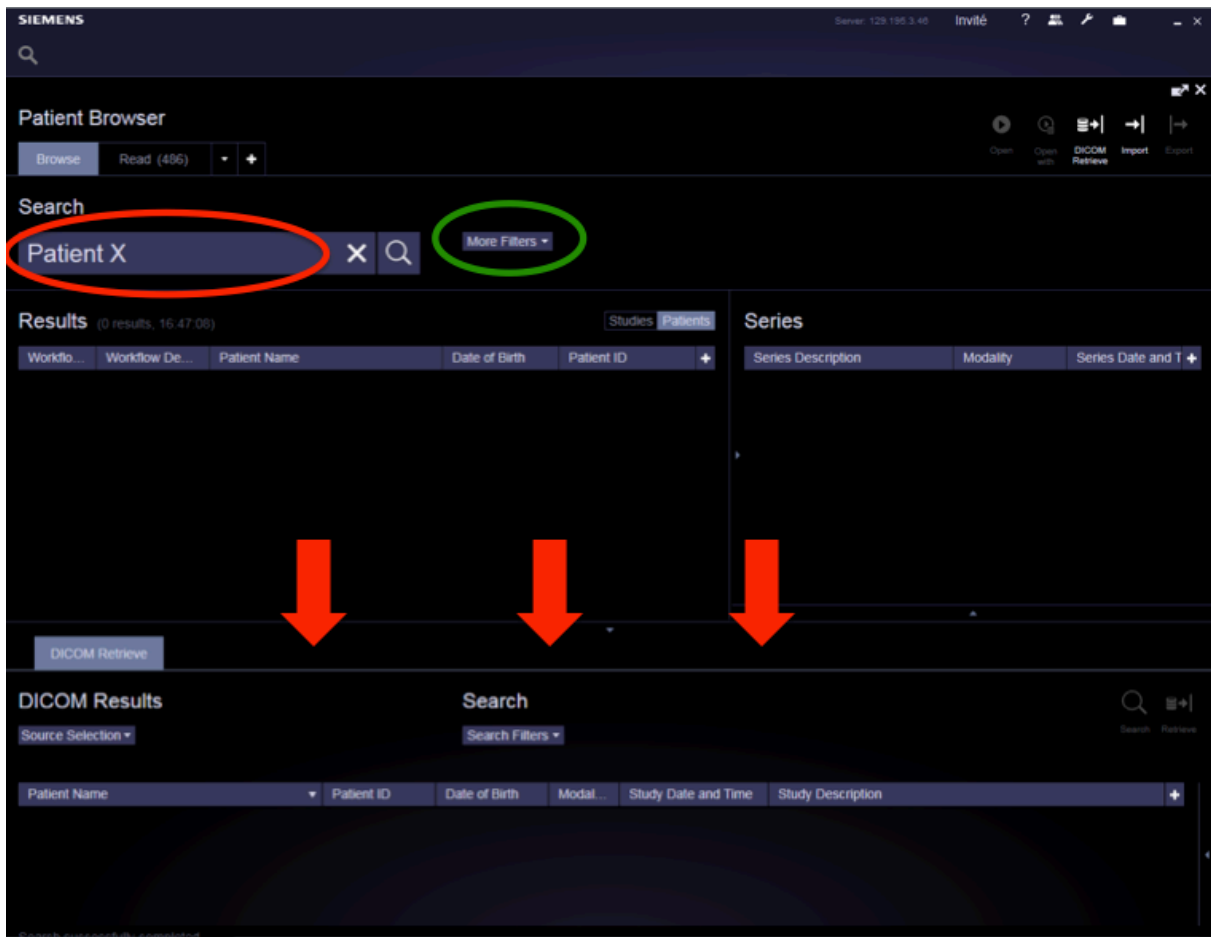 SIEMENS
Server: 129.195.3.46 Invité ?
Patient Browser
Browse Read (486)
Open Open with DICOM Retrieve Import Export
Search
Patient X
More Filters
Results (0 results, 16:47:08) Studies Patients
Series
Workflo... Workflow De... Patient Name Date of Birth Patient ID
Series Description Modality Series Date and T
DICOM Retrieve
DICOM Results
Search
Source Selection
Search Filters
Search Retrieve
Patient Name Patient ID Date of Birth Modal... Study Date and Time Study Description
Search successfully completed